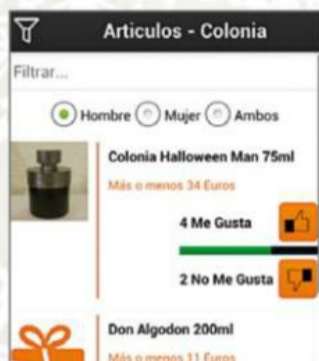 Articulos - Colonia
Filtrar...
Hombre Mujer Ambos
Colonia Halloween Man 75ml
Más o menos 34 Euros
4 Me Gusta
2 No Me Gusta
Don Algodon 200ml
Más o menos 11 Euros